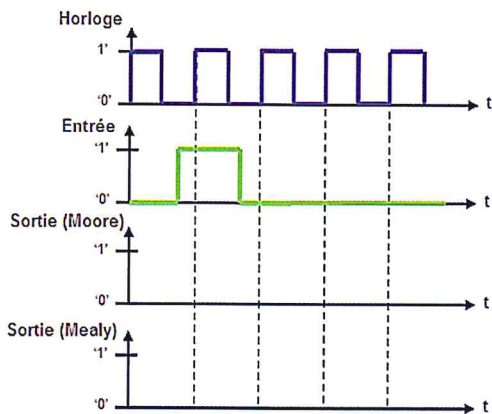 Horloge
1'
'0'
t
Entrée
'1'
'0'
t
Sortie (Moore)
'1'
'0'
t
Sortie (Mealy)
'1'
'0'
t